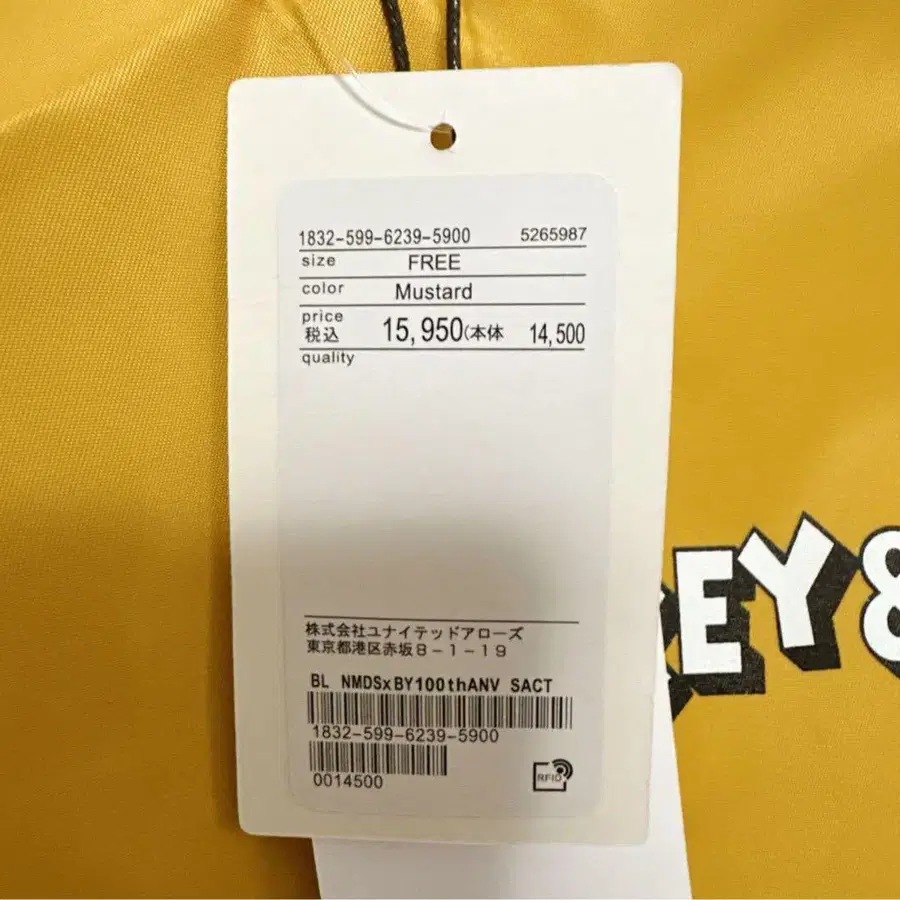 1832-599-6239-5900 5265987
size FREE
color Mustard
price
税込 15,950(本体 14,500
quality
株式会社ユナイテッドアローズ
東京都港区赤坂8-1-19
BL NMDSxBY100thANV SACT
1832-599-6239-5900
0014500
RFID
EY8